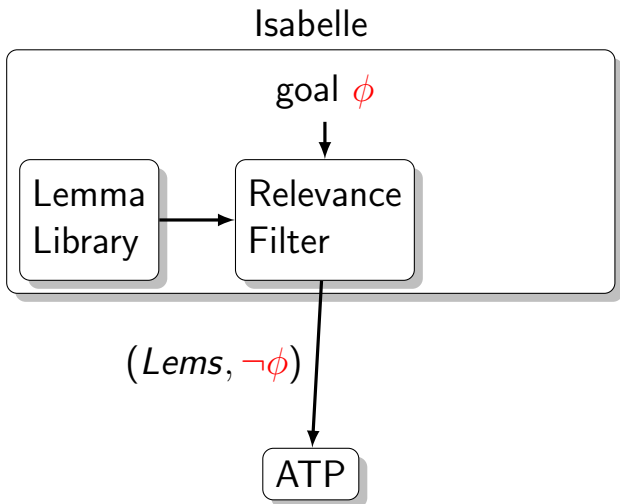 Isabelle
goal ϕ
Lemma
Library
Relevance
Filter
(Lems, ¬ϕ)
ATP